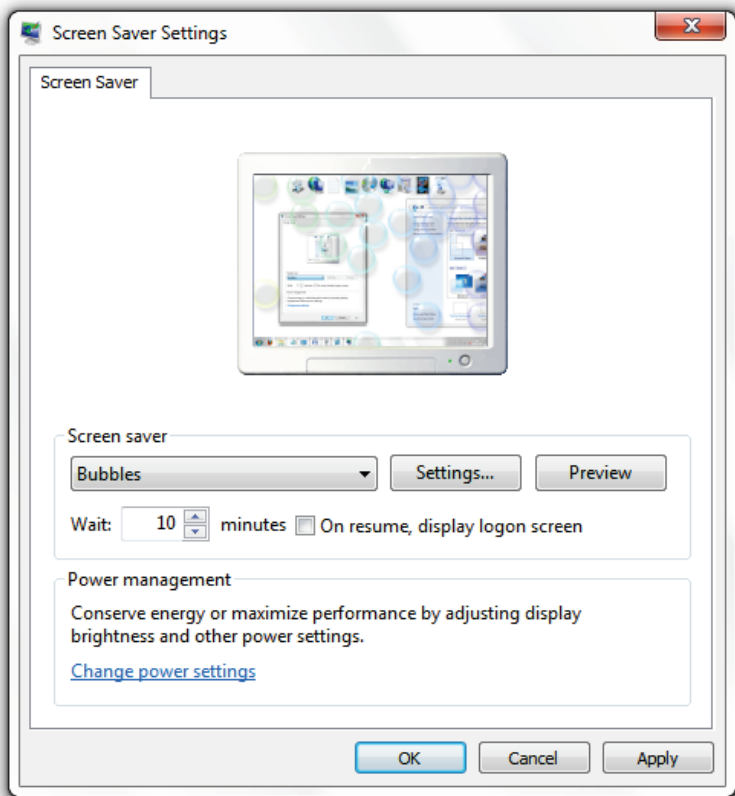 Screen Saver Settings
Screen Saver
Screen saver
Bubbles
Settings...
Preview
Wait: 10 minutes On resume, display logon screen
Power management
Conserve energy or maximize performance by adjusting display
brightness and other power settings.
Change power settings
OK
Cancel
Apply